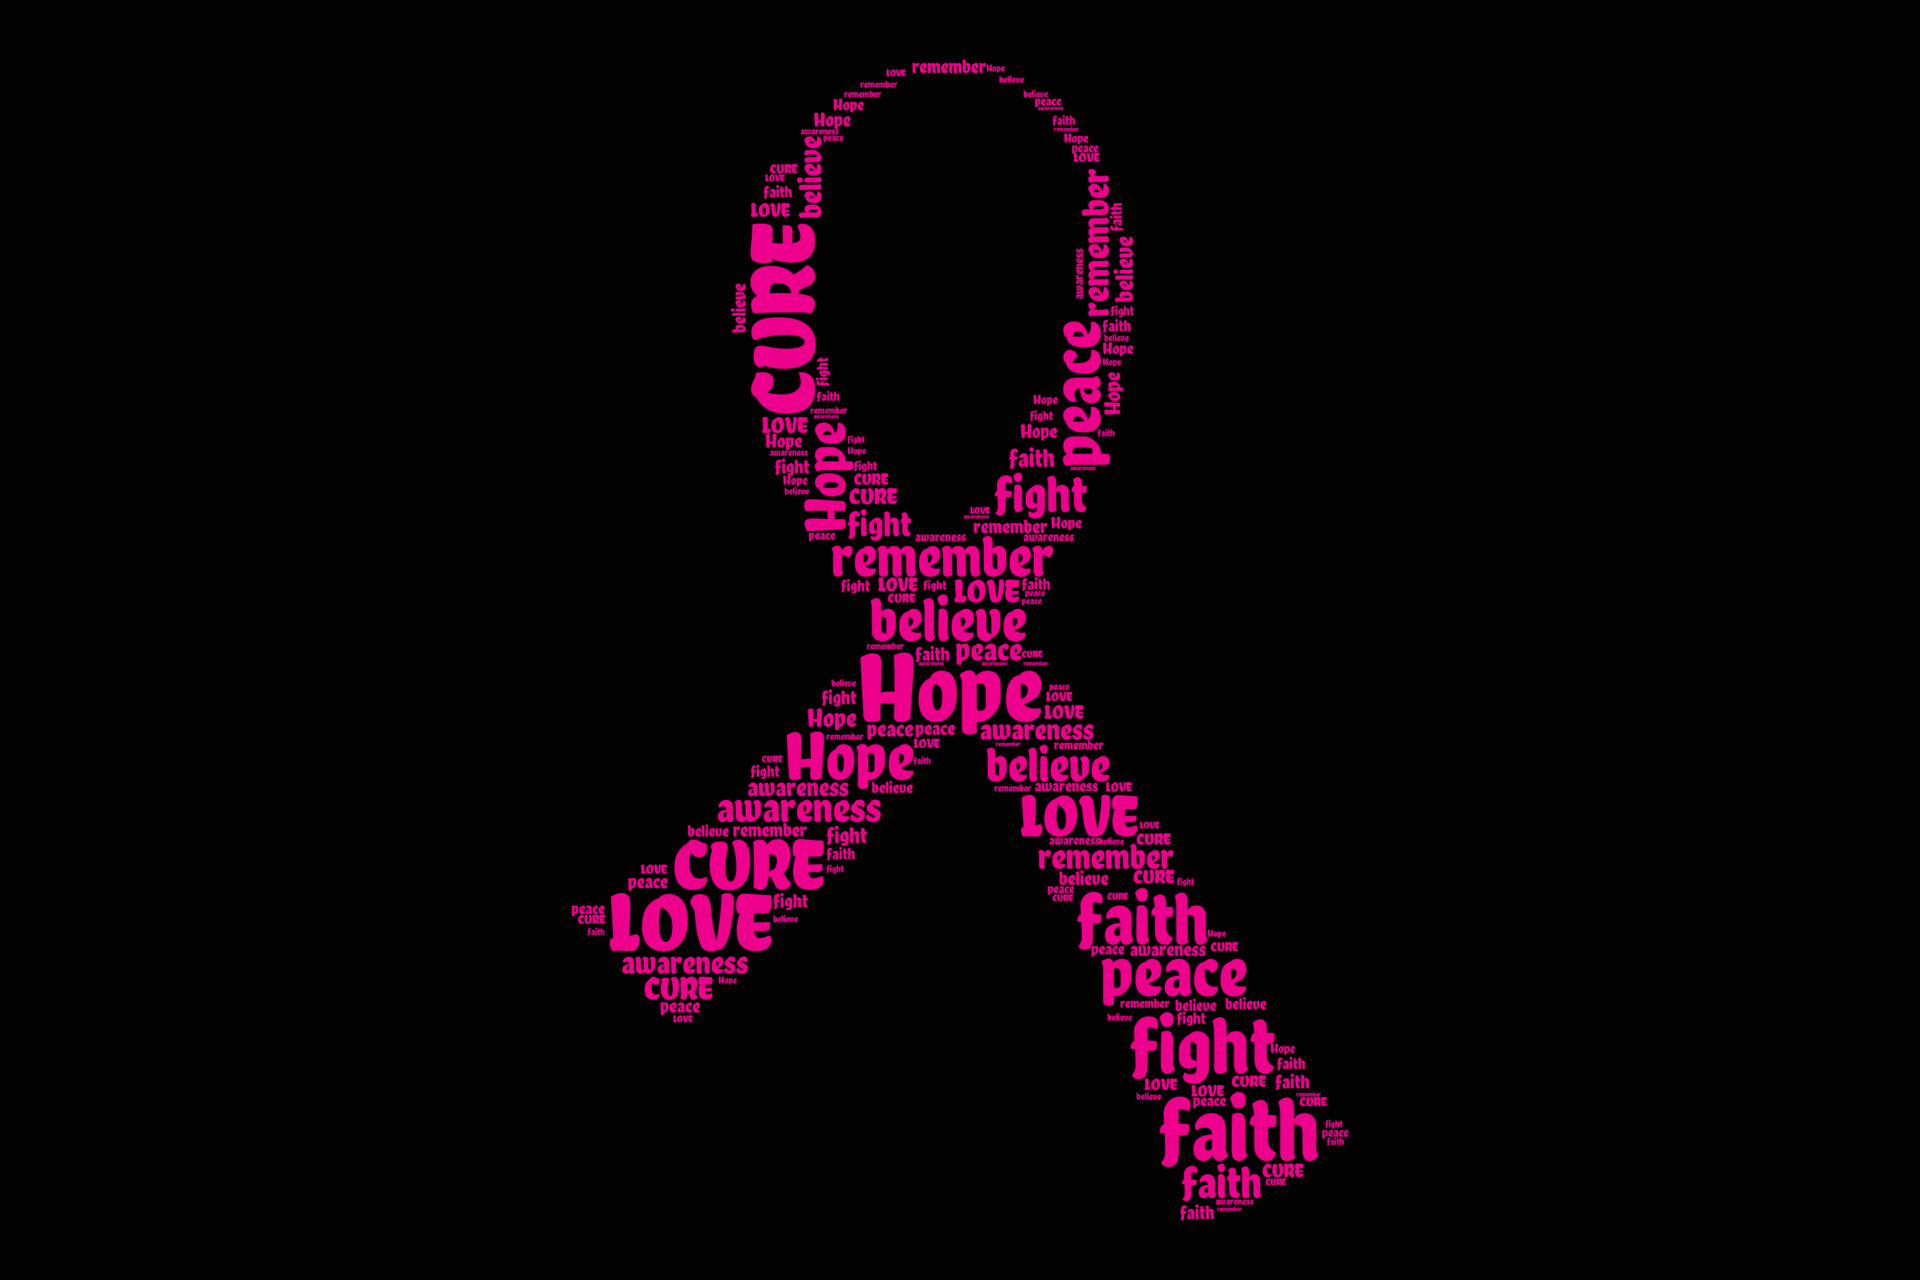 LOVE remember Hope
remember believe
remember believe
Hope peace
awareness
Hope faith
awareness remember
peace Hope
believe peace
CURE LOVE
LOVE
faith remember
LOVE faith
CURE believe
believe awareness
fight
peace faith
believe
Hope
Hope
fight Hope
faith Hope
remember fight
awareness
LOVE Hope Hope faith
Hope fight
awareness Hope faith
fight fight awareness
Hope CURE
believe CURE fight
LOVE
awareness
fight remember Hope
peace awareness awareness
remember
fight LOVE fight LOVE faith
CURE peace
peace
believe
remember faith peace CURE
awareness awareness remember
believe Hope peace
fight LOVE
Hope LOVE
peace peace awareness
remember LOVE remember remember
CURE Hope faith believe
fight
awareness believe remember awareness LOVE
awareness LOVE LOVE
believe remember fight awareness believe CURE
CURE faith remember
LOVE fight believe CURE fight
peace peace
CURE CURE
LOVE fight faith
peace believe
CURE
faith Hope
peace awareness CURE
awareness peace
CURE Hope
peace remember believe believe
LOVE believe fight
fight Hope
faith
LOVE LOVE CURE faith
believe peace remember
CURE
faith fight
peace
faith
faith CURE
CURE
awareness
faith remember